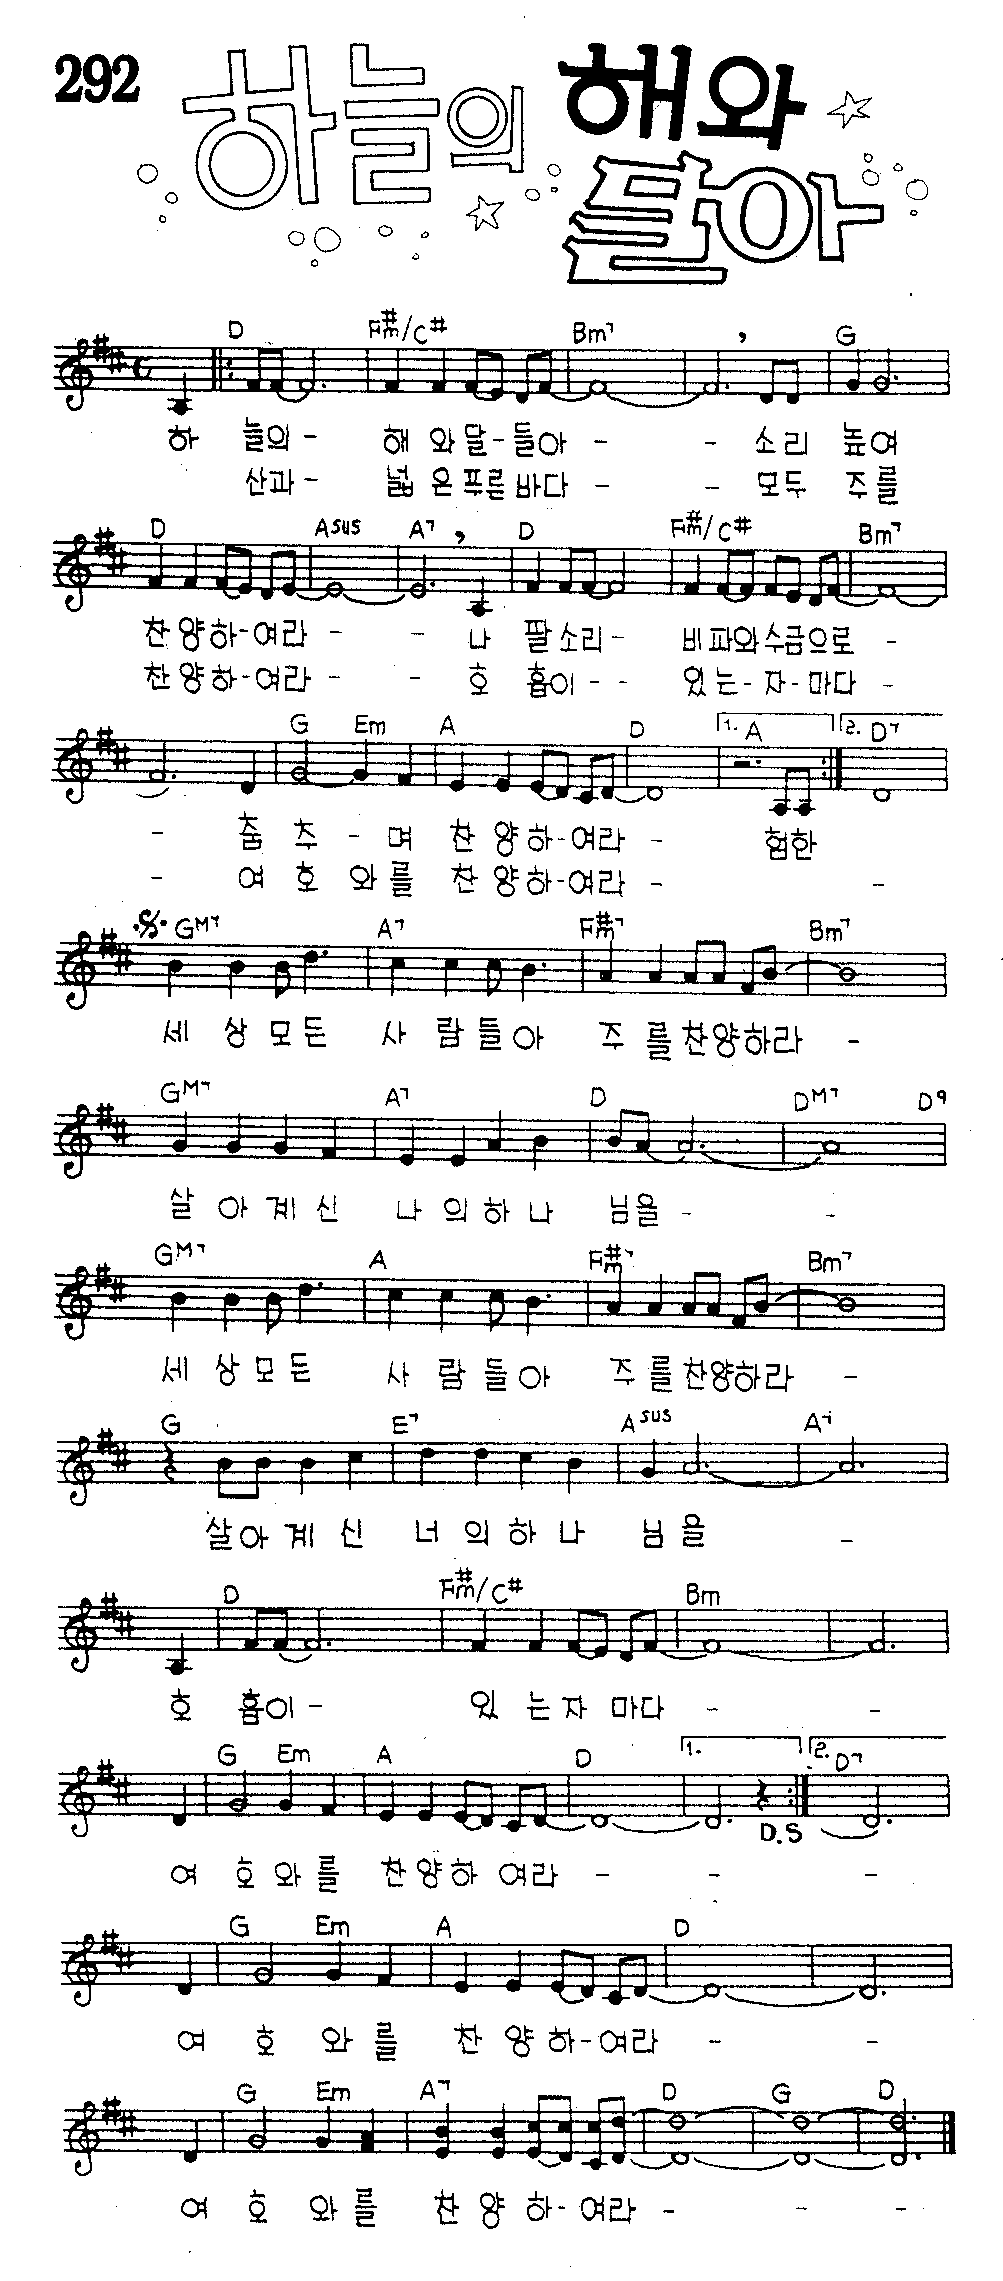 292
하늘의 해와
달아
D F#m/C# Bm7 , G
하 늘의 - 해 와 달 - 들아 - - 소리 높여
산과 - 넓 은 푸른 바다 - - 모두 주를
D Asus A7 , D F#m/C# Bm7
찬 양 하 - 여라 - - 나 팔 소리 - 비파와 수금으로 -
찬 양 하 - 여라 - - 호 흡이 - - 있 는 - 자 - 마다 -
G Em A D 1. A 2. D7
- 춤 추 - 며 찬 양 하 - 여라 - 험한
- 여 호 와 를 찬 양 하 - 여라 - -
GM7 A7 F#m7 Bm7
세 상 모 든 사 람 들 아 주 를 찬양하라 -
GM7 A7 D DM7 D9
살 아 계 신 나 의 하 나 님을 - -
GM7 A F#m7 Bm7
세 상 모 든 사 람 들 아 주 를 찬양하라 -
G E7 Asus A7
살아 계 신 너 의 하 나 님 을 -
D F#m/C# Bm
호 흡이 - 있 는 자 마다 - -
G Em A D 1. 2. D7
D.S
여 호 와 를 찬 양 하 여라 - - -
G Em A D
여 호 와 를 찬 양 하 - 여라 - -
G Em A7 D G D
여 호 와 를 찬 양 하 - 여라 - - -